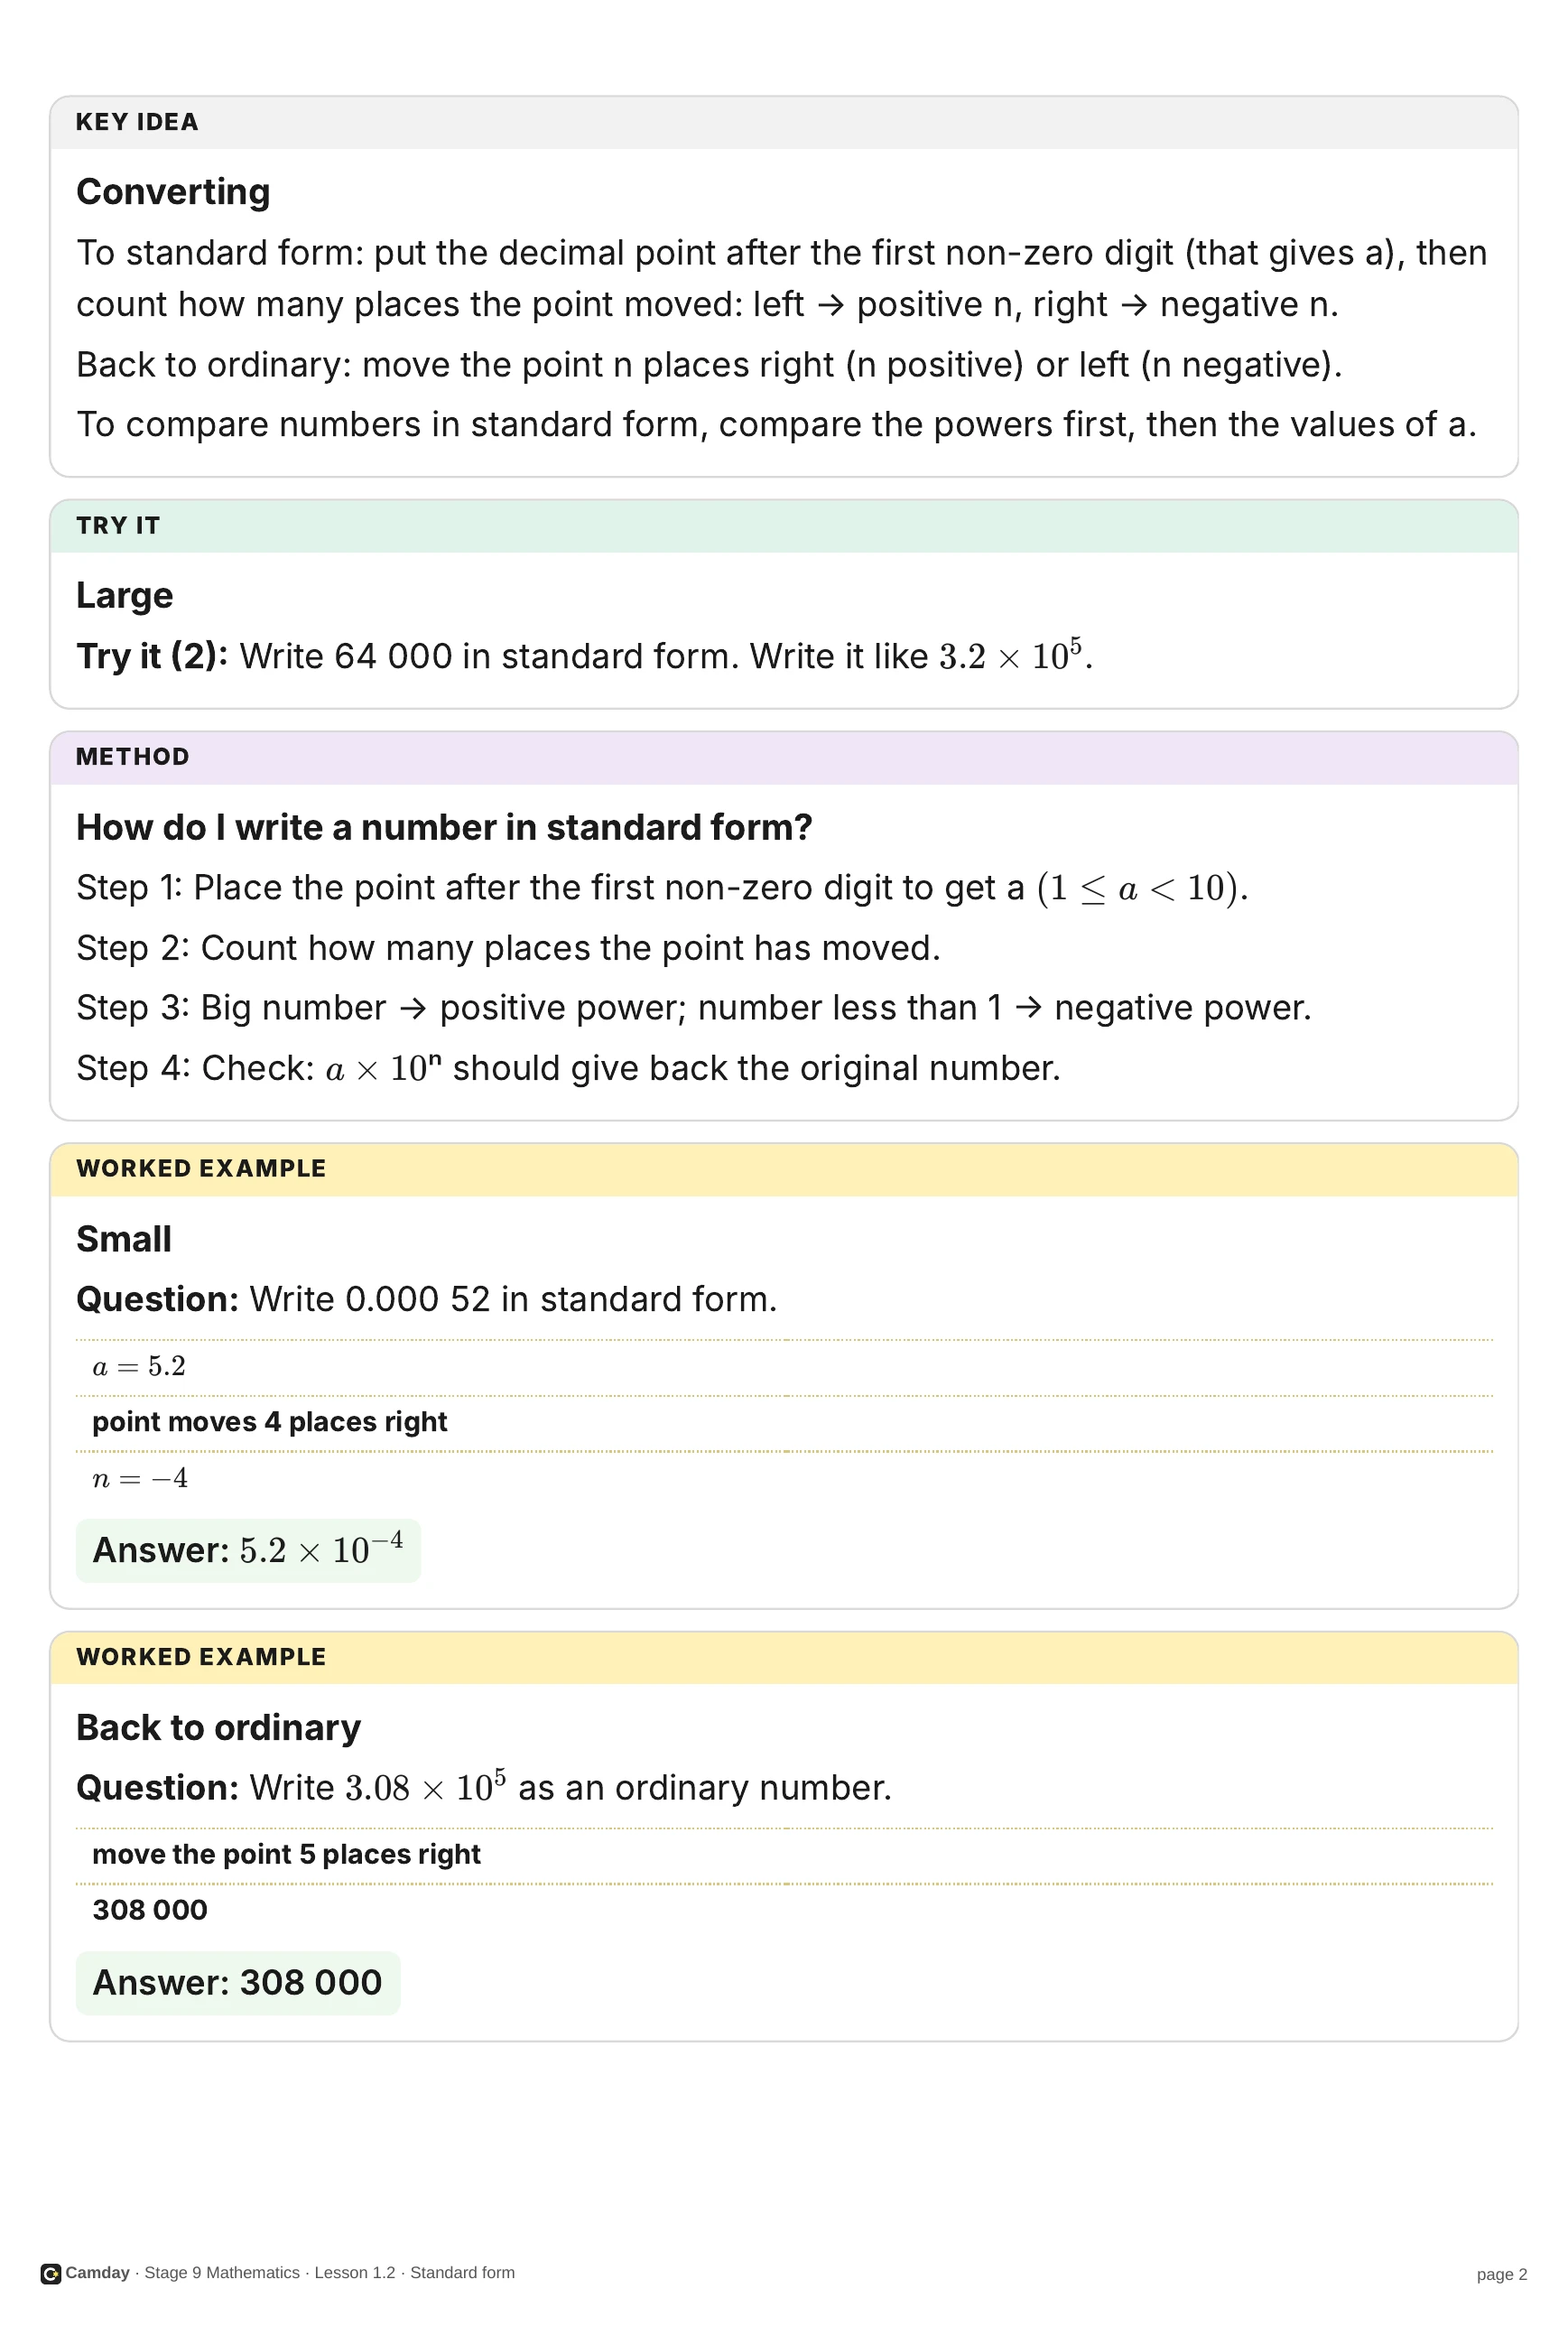 KEY IDEA
Converting
To standard form: put the decimal point after the first non-zero digit (that gives a), then
count how many places the point moved: left → positive n, right → negative n.
Back to ordinary: move the point n places right (n positive) or left (n negative).
To compare numbers in standard form, compare the powers first, then the values of a.
TRY IT
Large
Try it (2): Write 64 000 in standard form. Write it like 3.2 × 10⁵.
METHOD
How do I write a number in standard form?
Step 1: Place the point after the first non-zero digit to get a (1 ≤ a < 10).
Step 2: Count how many places the point has moved.
Step 3: Big number → positive power; number less than 1 → negative power.
Step 4: Check: a × 10ⁿ should give back the original number.
WORKED EXAMPLE
Small
Question: Write 0.000 52 in standard form.
a = 5.2
point moves 4 places right
n = −4
Answer: 5.2 × 10⁻⁴
WORKED EXAMPLE
Back to ordinary
Question: Write 3.08 × 10⁵ as an ordinary number.
move the point 5 places right
308 000
Answer: 308 000
Camday · Stage 9 Mathematics · Lesson 1.2 · Standard form
page 2